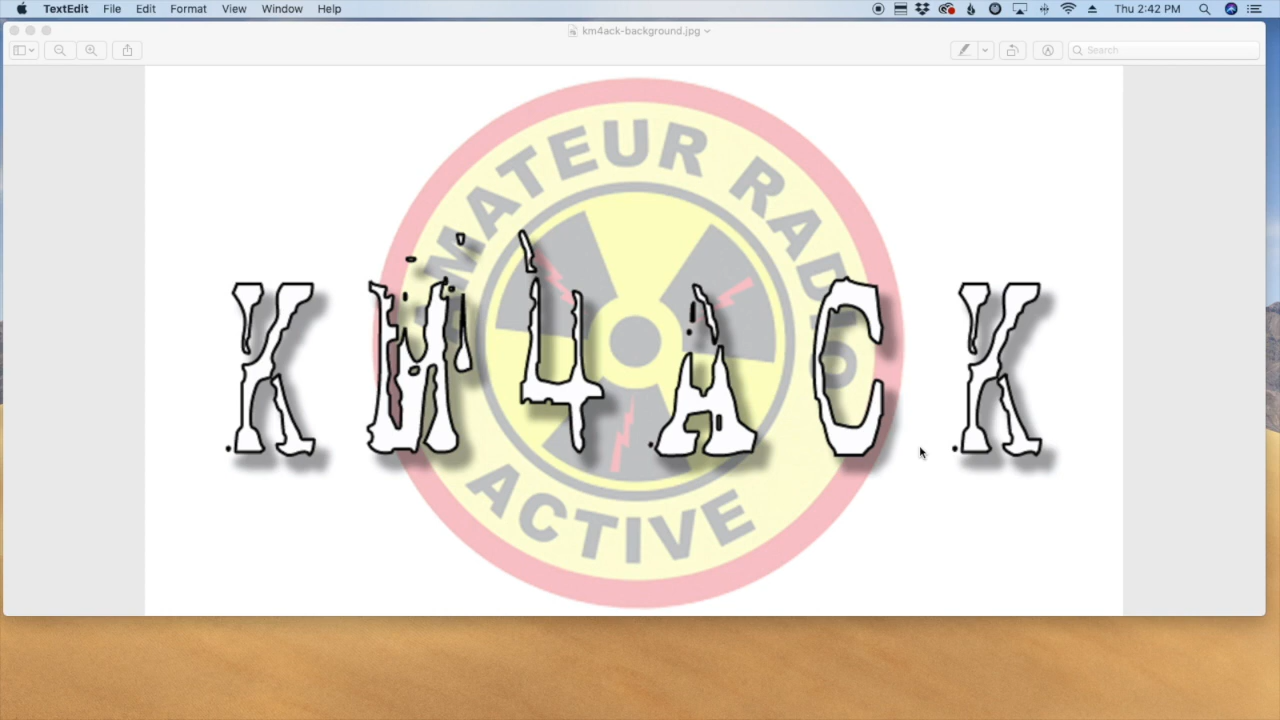 TextEdit File Edit Format View Window Help Thu 2:42 PM
km4ack-background.jpg
Search
AMATEUR RADIO
KM4ACK
ACTIVE